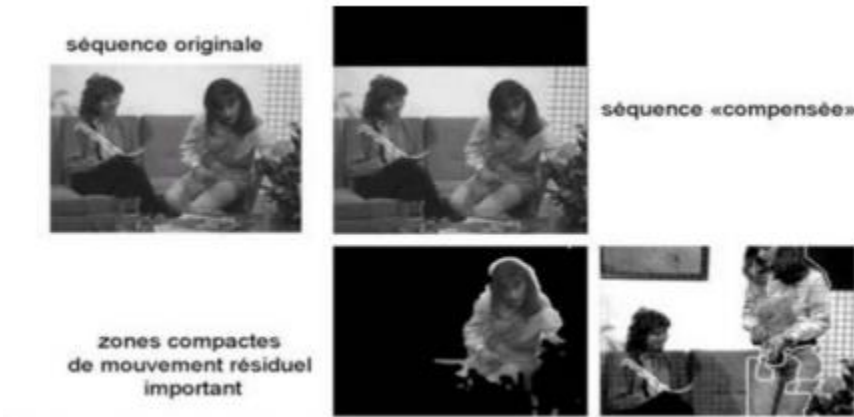 séquence originale
séquence «compensée»
zones compactes
de mouvement résiduel
important